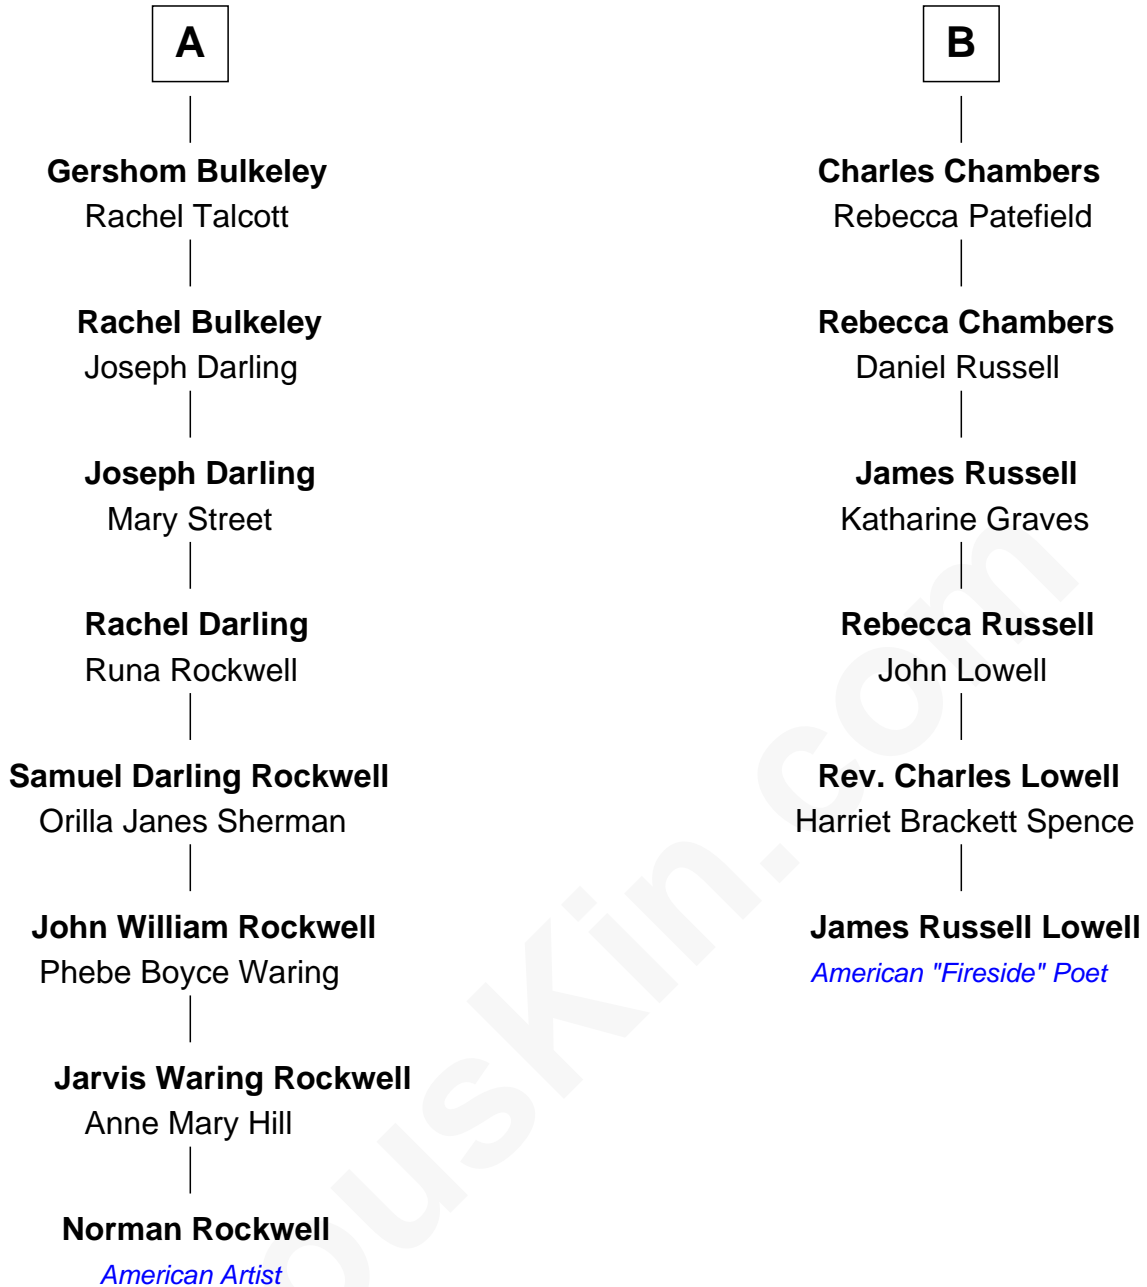 A
Gershom Bulkeley
Rachel Talcott
Rachel Bulkeley
Joseph Darling
Joseph Darling
Mary Street
Rachel Darling
Runa Rockwell
Samuel Darling Rockwell
Orilla Janes Sherman
John William Rockwell
Phebe Boyce Waring
Jarvis Waring Rockwell
Anne Mary Hill
Norman Rockwell
American Artist
B
Charles Chambers
Rebecca Patefield
Rebecca Chambers
Daniel Russell
James Russell
Katharine Graves
Rebecca Russell
John Lowell
Rev. Charles Lowell
Harriet Brackett Spence
James Russell Lowell
American "Fireside" Poet
ousKin.com